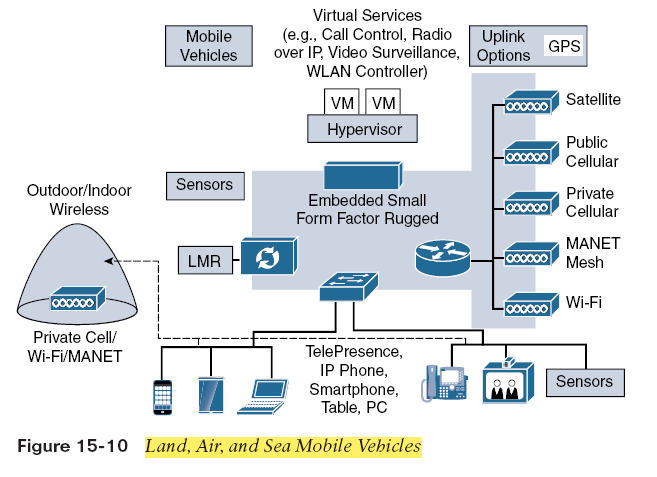 Mobile
Vehicles
Virtual Services
(e.g., Call Control, Radio
over IP, Video Surveillance,
WLAN Controller)
Uplink
Options
GPS
VM
VM
Hypervisor
Satellite
Public
Cellular
Private
Cellular
MANET
Mesh
Wi-Fi
Sensors
Embedded Small
Form Factor Rugged
LMR
Outdoor/Indoor
Wireless
Private Cell/
Wi-Fi/MANET
TelePresence,
IP Phone,
Smartphone,
Table, PC
Sensors
Figure 15-10 Land, Air, and Sea Mobile Vehicles